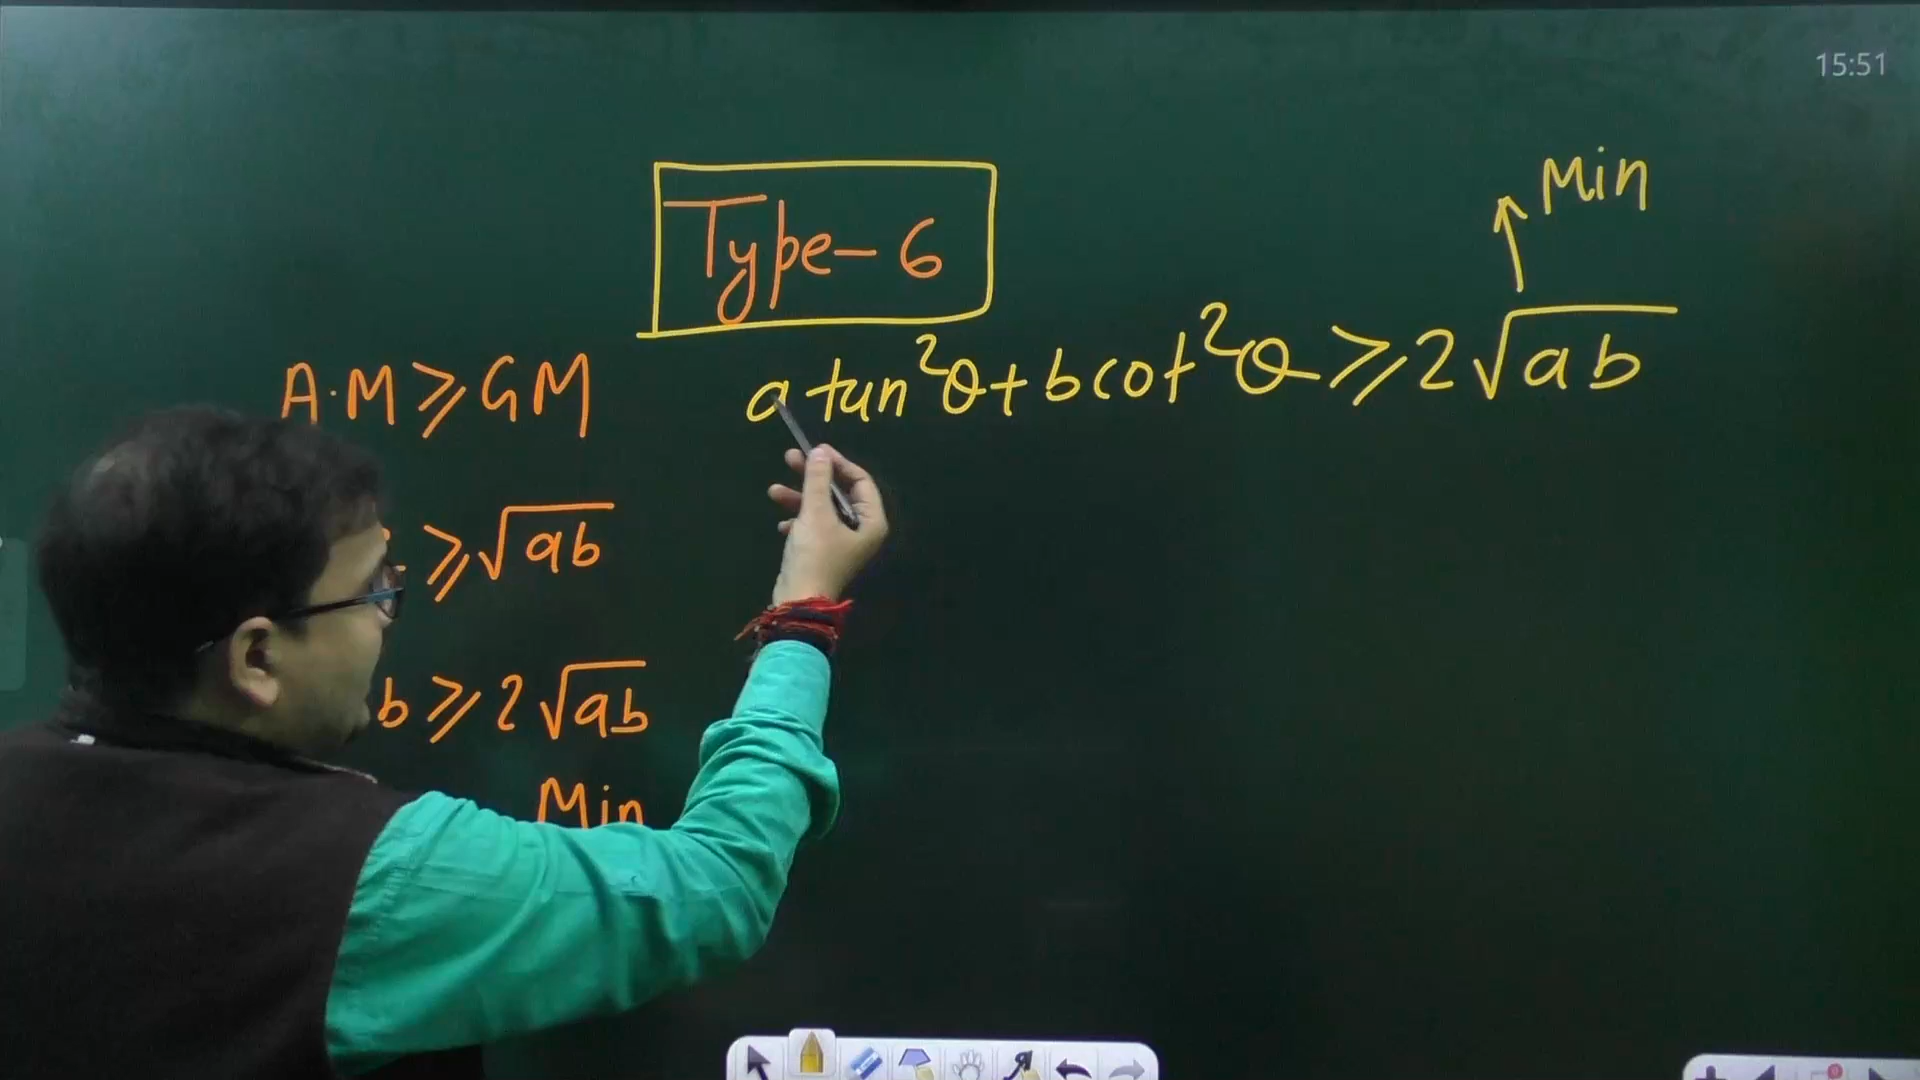 15:51
Min
Type-6
A.M ≥ GM
a tan²θ + b cot²θ ≥ 2√ab
≥ √ab
b ≥ 2√ab
Min